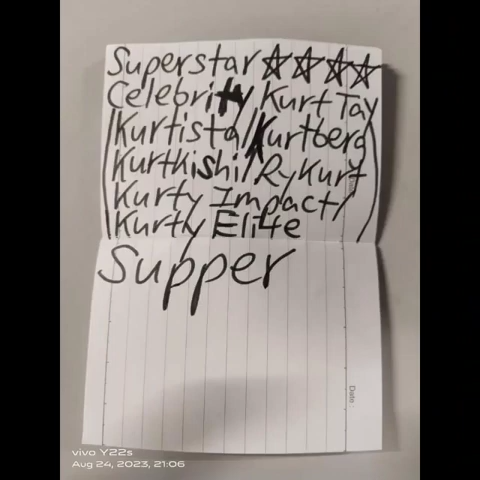 Superstar ☆☆☆☆
Celebrity Kurt Tay
(Kurtista/Kurtberg
Kurtkishi/RyKurt
Kurty Impact/
Kurty Elite)
Supper
Date :
vivo Y22s
Aug 24, 2023, 21:06